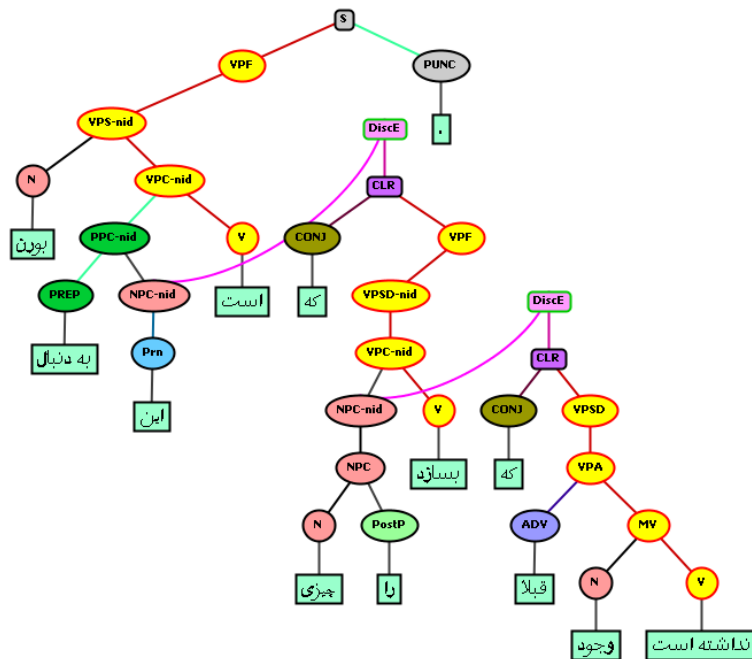 S
VPF
PUNC
VPS-nid
.
DiscE
N
VPC-nid
CLR
بورن
PPC-nid
V
CONJ
VPF
PREP
NPC-nid
است
که
VPSD-nid
DiscE
به دنبال
Prn
VPC-nid
CLR
این
NPC-nid
V
CONJ
VPSD
NPC
بسازد
که
VPA
N
PostP
ADV
MV
چیزی
را
قبلا
N
V
وجود
نداشته است